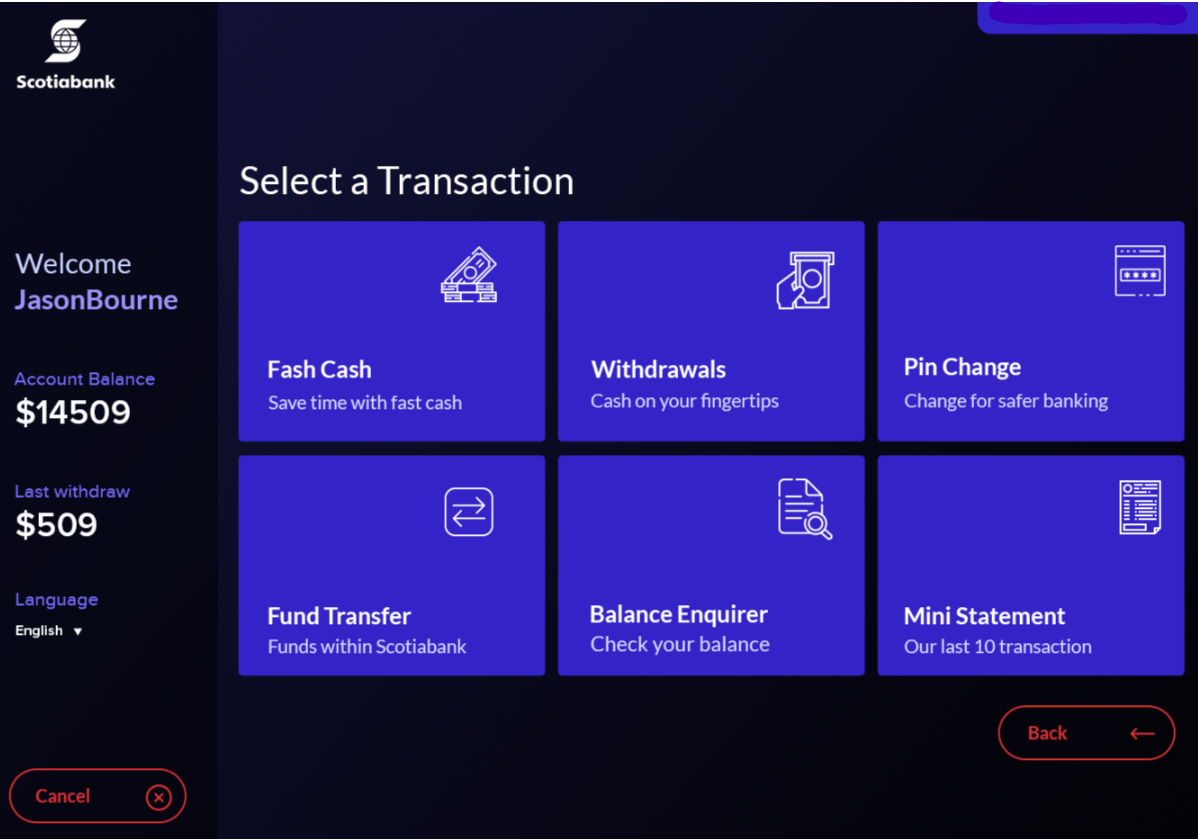 Scotiabank
Select a Transaction
Welcome
JasonBourne
Account Balance
$14509
Last withdraw
$509
Language
English
Fash Cash
Save time with fast cash
Withdrawals
Cash on your fingertips
Pin Change
Change for safer banking
****
Fund Transfer
Funds within Scotiabank
Balance Enquirer
Check your balance
Mini Statement
Our last 10 transaction
Back
Cancel